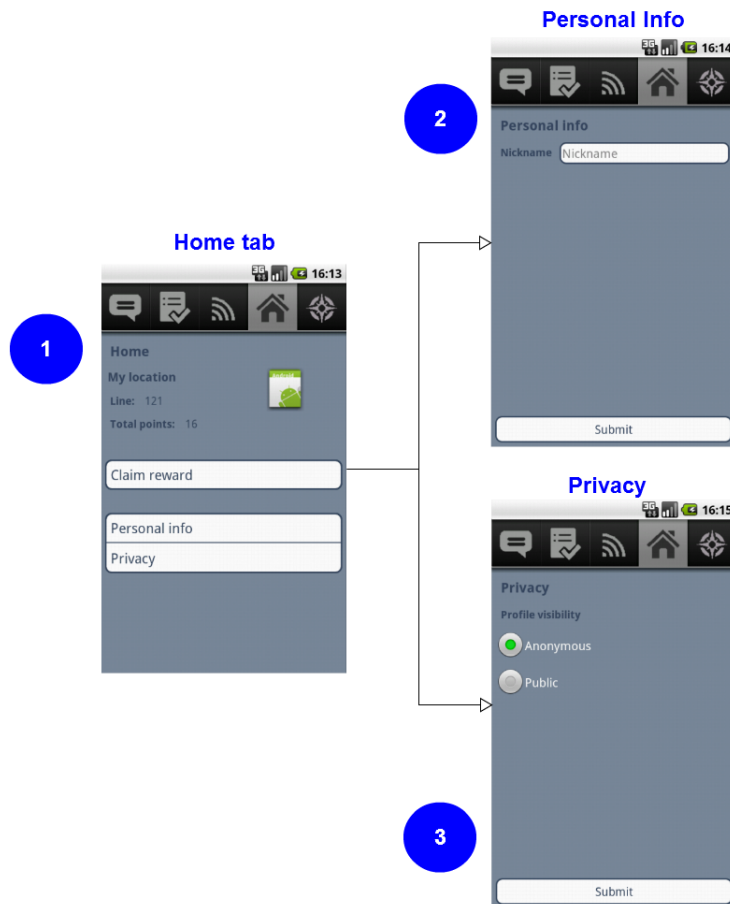 Personal Info
16:14
2
Personal info
Nickname Nickname
Submit
Home tab
16:13
1
Home
My location
Line: 121
Total points: 16
Claim reward
Personal info
Privacy
Privacy
16:15
Privacy
Profile visibility
Anonymous
Public
3
Submit